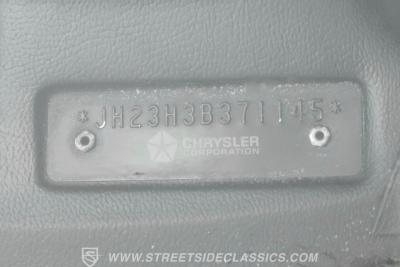 *JH23H3B371145*
CHRYSLER
CORPORATION
WWW.STREETSIDECLASSICS.COM